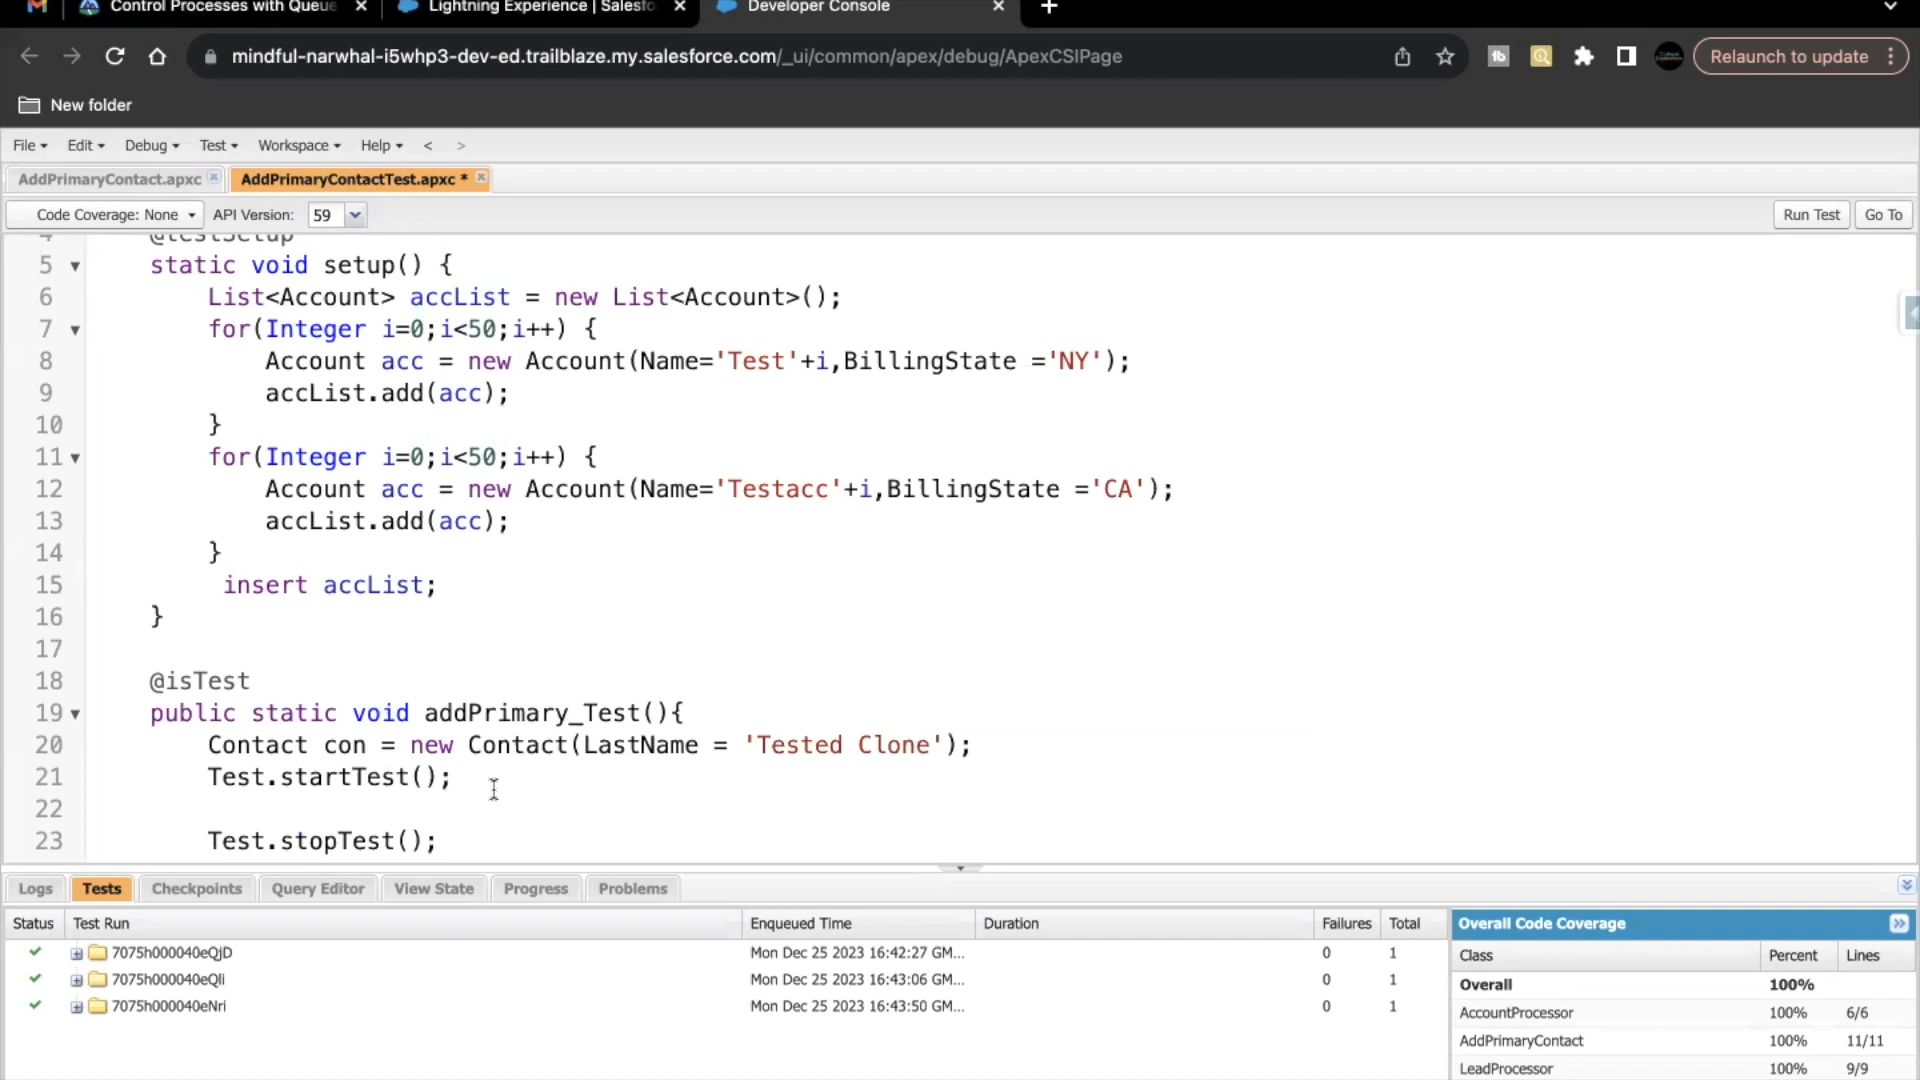 Control Processes with Queue
Lightning Experience | Salesfo
Developer Console
mindful-narwhal-i5whp3-dev-ed.trailblaze.my.salesforce.com/_ui/common/apex/debug/ApexCSIPage
Relaunch to update
New folder
File Edit Debug Test Workspace Help < >
AddPrimaryContact.apxc
AddPrimaryContactTest.apxc *
Code Coverage: None API Version: 59
Run Test Go To
4 @testSetup
5 static void setup() {
6 List<Account> accList = new List<Account>();
7 for(Integer i=0;i<50;i++) {
8 Account acc = new Account(Name='Test'+i,BillingState ='NY');
9 accList.add(acc);
10 }
11 for(Integer i=0;i<50;i++) {
12 Account acc = new Account(Name='Testacc'+i,BillingState ='CA');
13 accList.add(acc);
14 }
15 insert accList;
16 }
17
18 @isTest
19 public static void addPrimary_Test(){
20 Contact con = new Contact(LastName = 'Tested Clone');
21 Test.startTest();
22
23 Test.stopTest();
Logs Tests Checkpoints Query Editor View State Progress Problems
Status Test Run Enqueued Time Duration Failures Total
7075h000040eQjD Mon Dec 25 2023 16:42:27 GM... 0 1
7075h000040eQli Mon Dec 25 2023 16:43:06 GM... 0 1
7075h000040eNri Mon Dec 25 2023 16:43:50 GM... 0 1
Overall Code Coverage
Class Percent Lines
Overall 100%
AccountProcessor 100% 6/6
AddPrimaryContact 100% 11/11
LeadProcessor 100% 9/9